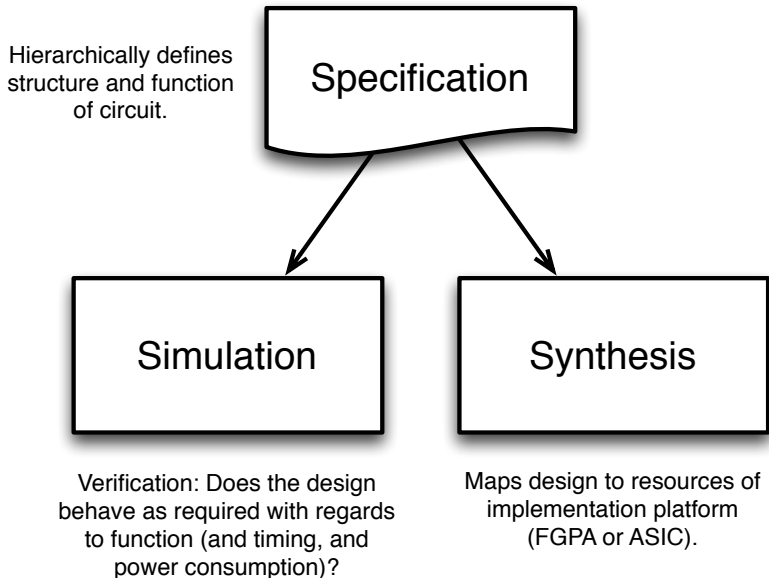 Hierarchically defines
structure and function
of circuit.
Specification
Simulation
Synthesis
Verification: Does the design
behave as required with regards
to function (and timing, and
power consumption)?
Maps design to resources of
implementation platform
(FGPA or ASIC).